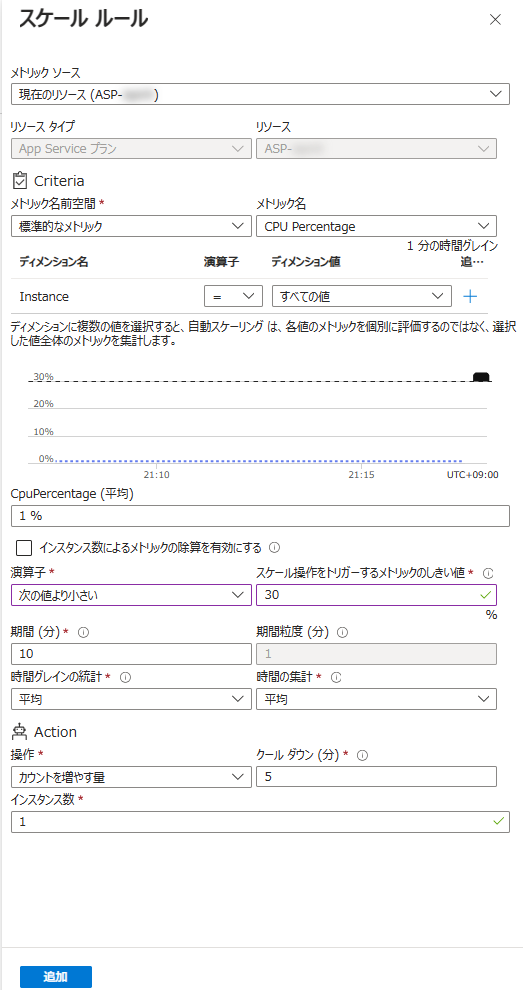 スケール ルール
メトリック ソース
現在のリソース (ASP- )
リソース タイプ
リソース
App Service プラン
ASP-
Criteria
メトリック名前空間 *
メトリック名
標準的なメトリック
CPU Percentage
1 分の時間グレイン
ディメンション名
演算子
ディメンション値
追…
Instance
=
すべての値
+
ディメンションに複数の値を選択すると、自動スケーリング は、各値のメトリックを個別に評価するのではなく、選択
した値全体のメトリックを集計します。
30%
20%
10%
0%
21:10
21:15
UTC+09:00
CpuPercentage (平均)
1 %
インスタンス数によるメトリックの除算を有効にする
演算子 *
スケール操作をトリガーするメトリックのしきい値 *
次の値より小さい
30
%
期間 (分) *
期間粒度 (分)
10
1
時間グレインの統計 *
時間の集計 *
平均
平均
Action
操作 *
クール ダウン (分) *
カウントを増やす量
5
インスタンス数 *
1
追加